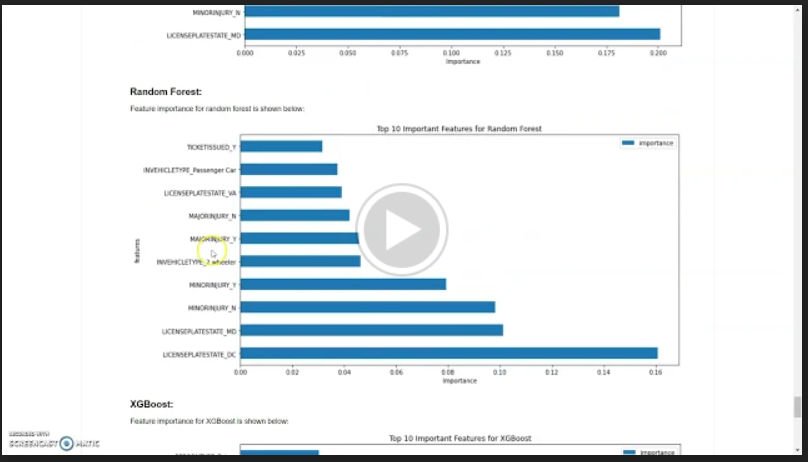 MINORINJURY_N
LICENSEPLATESTATE_MD
0.000 0.025 0.050 0.075 0.100 0.125 0.150 0.175 0.200
Importance
Random Forest:
Feature importance for random forest is shown below:
Top 10 Important Features for Random Forest
importance
TICKETISSUED_Y
INVEHICLETYPE_Passenger Car
LICENSEPLATESTATE_VA
MAJORINJURY_N
MAJORINJURY_Y
INVEHICLETYPE_2 wheeler
MINORINJURY_Y
MINORINJURY_N
LICENSEPLATESTATE_MD
LICENSEPLATESTATE_DC
features
0.00 0.02 0.04 0.06 0.08 0.10 0.12 0.14 0.16
Importance
XGBoost:
Feature importance for XGBoost is shown below:
Top 10 Important Features for XGBoost
importance
RECORDED WITH
SCREENCAST MATIC